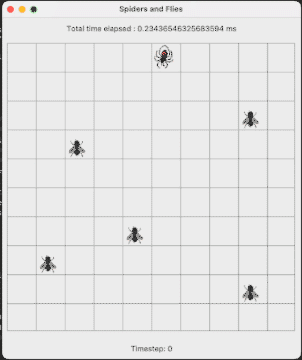 Spiders and Flies
Total time elapsed : 0.23436546325683594 ms
Timestep: 0